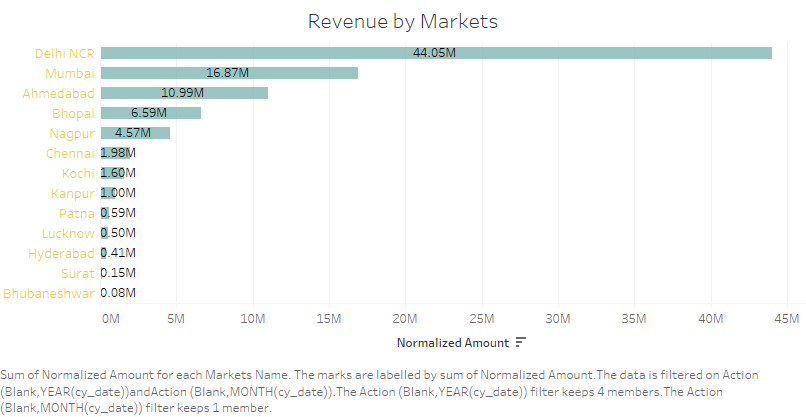 Revenue by Markets
Delhi NCR 44.05M
Mumbai 16.87M
Ahmedabad 10.99M
Bhopal 6.59M
Nagpur 4.57M
Chennai 1.98M
Kochi 1.60M
Kanpur 1.00M
Patna 0.59M
Lucknow 0.50M
Hyderabad 0.41M
Surat 0.15M
Bhubaneshwar 0.08M
0M 5M 10M 15M 20M 25M 30M 35M 40M 45M
Normalized Amount
Sum of Normalized Amount for each Markets Name. The marks are labelled by sum of Normalized Amount.The data is filtered on Action
(Blank,YEAR(cy_date))andAction (Blank,MONTH(cy_date)).The Action (Blank,YEAR(cy_date)) filter keeps 4 members.The Action
(Blank,MONTH(cy_date)) filter keeps 1 member.